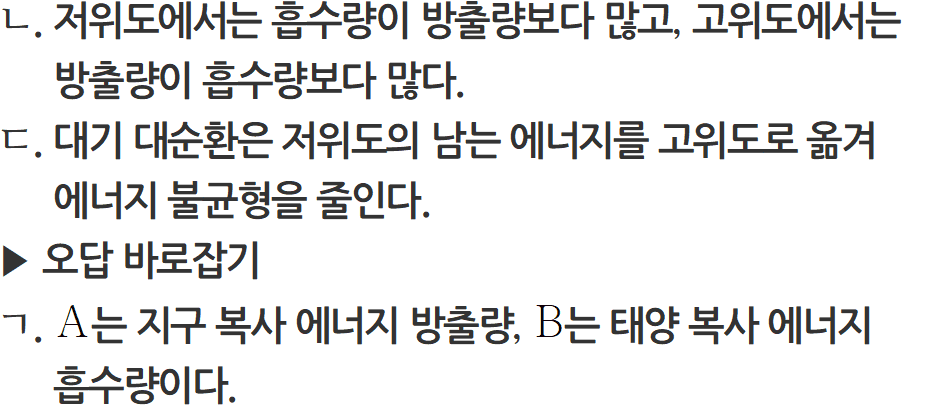 ㄴ. 저위도에서는 흡수량이 방출량보다 많고, 고위도에서는
방출량이 흡수량보다 많다.
ㄷ. 대기 대순환은 저위도의 남는 에너지를 고위도로 옮겨
에너지 불균형을 줄인다.
▶ 오답 바로잡기
ㄱ. A는 지구 복사 에너지 방출량, B는 태양 복사 에너지
흡수량이다.